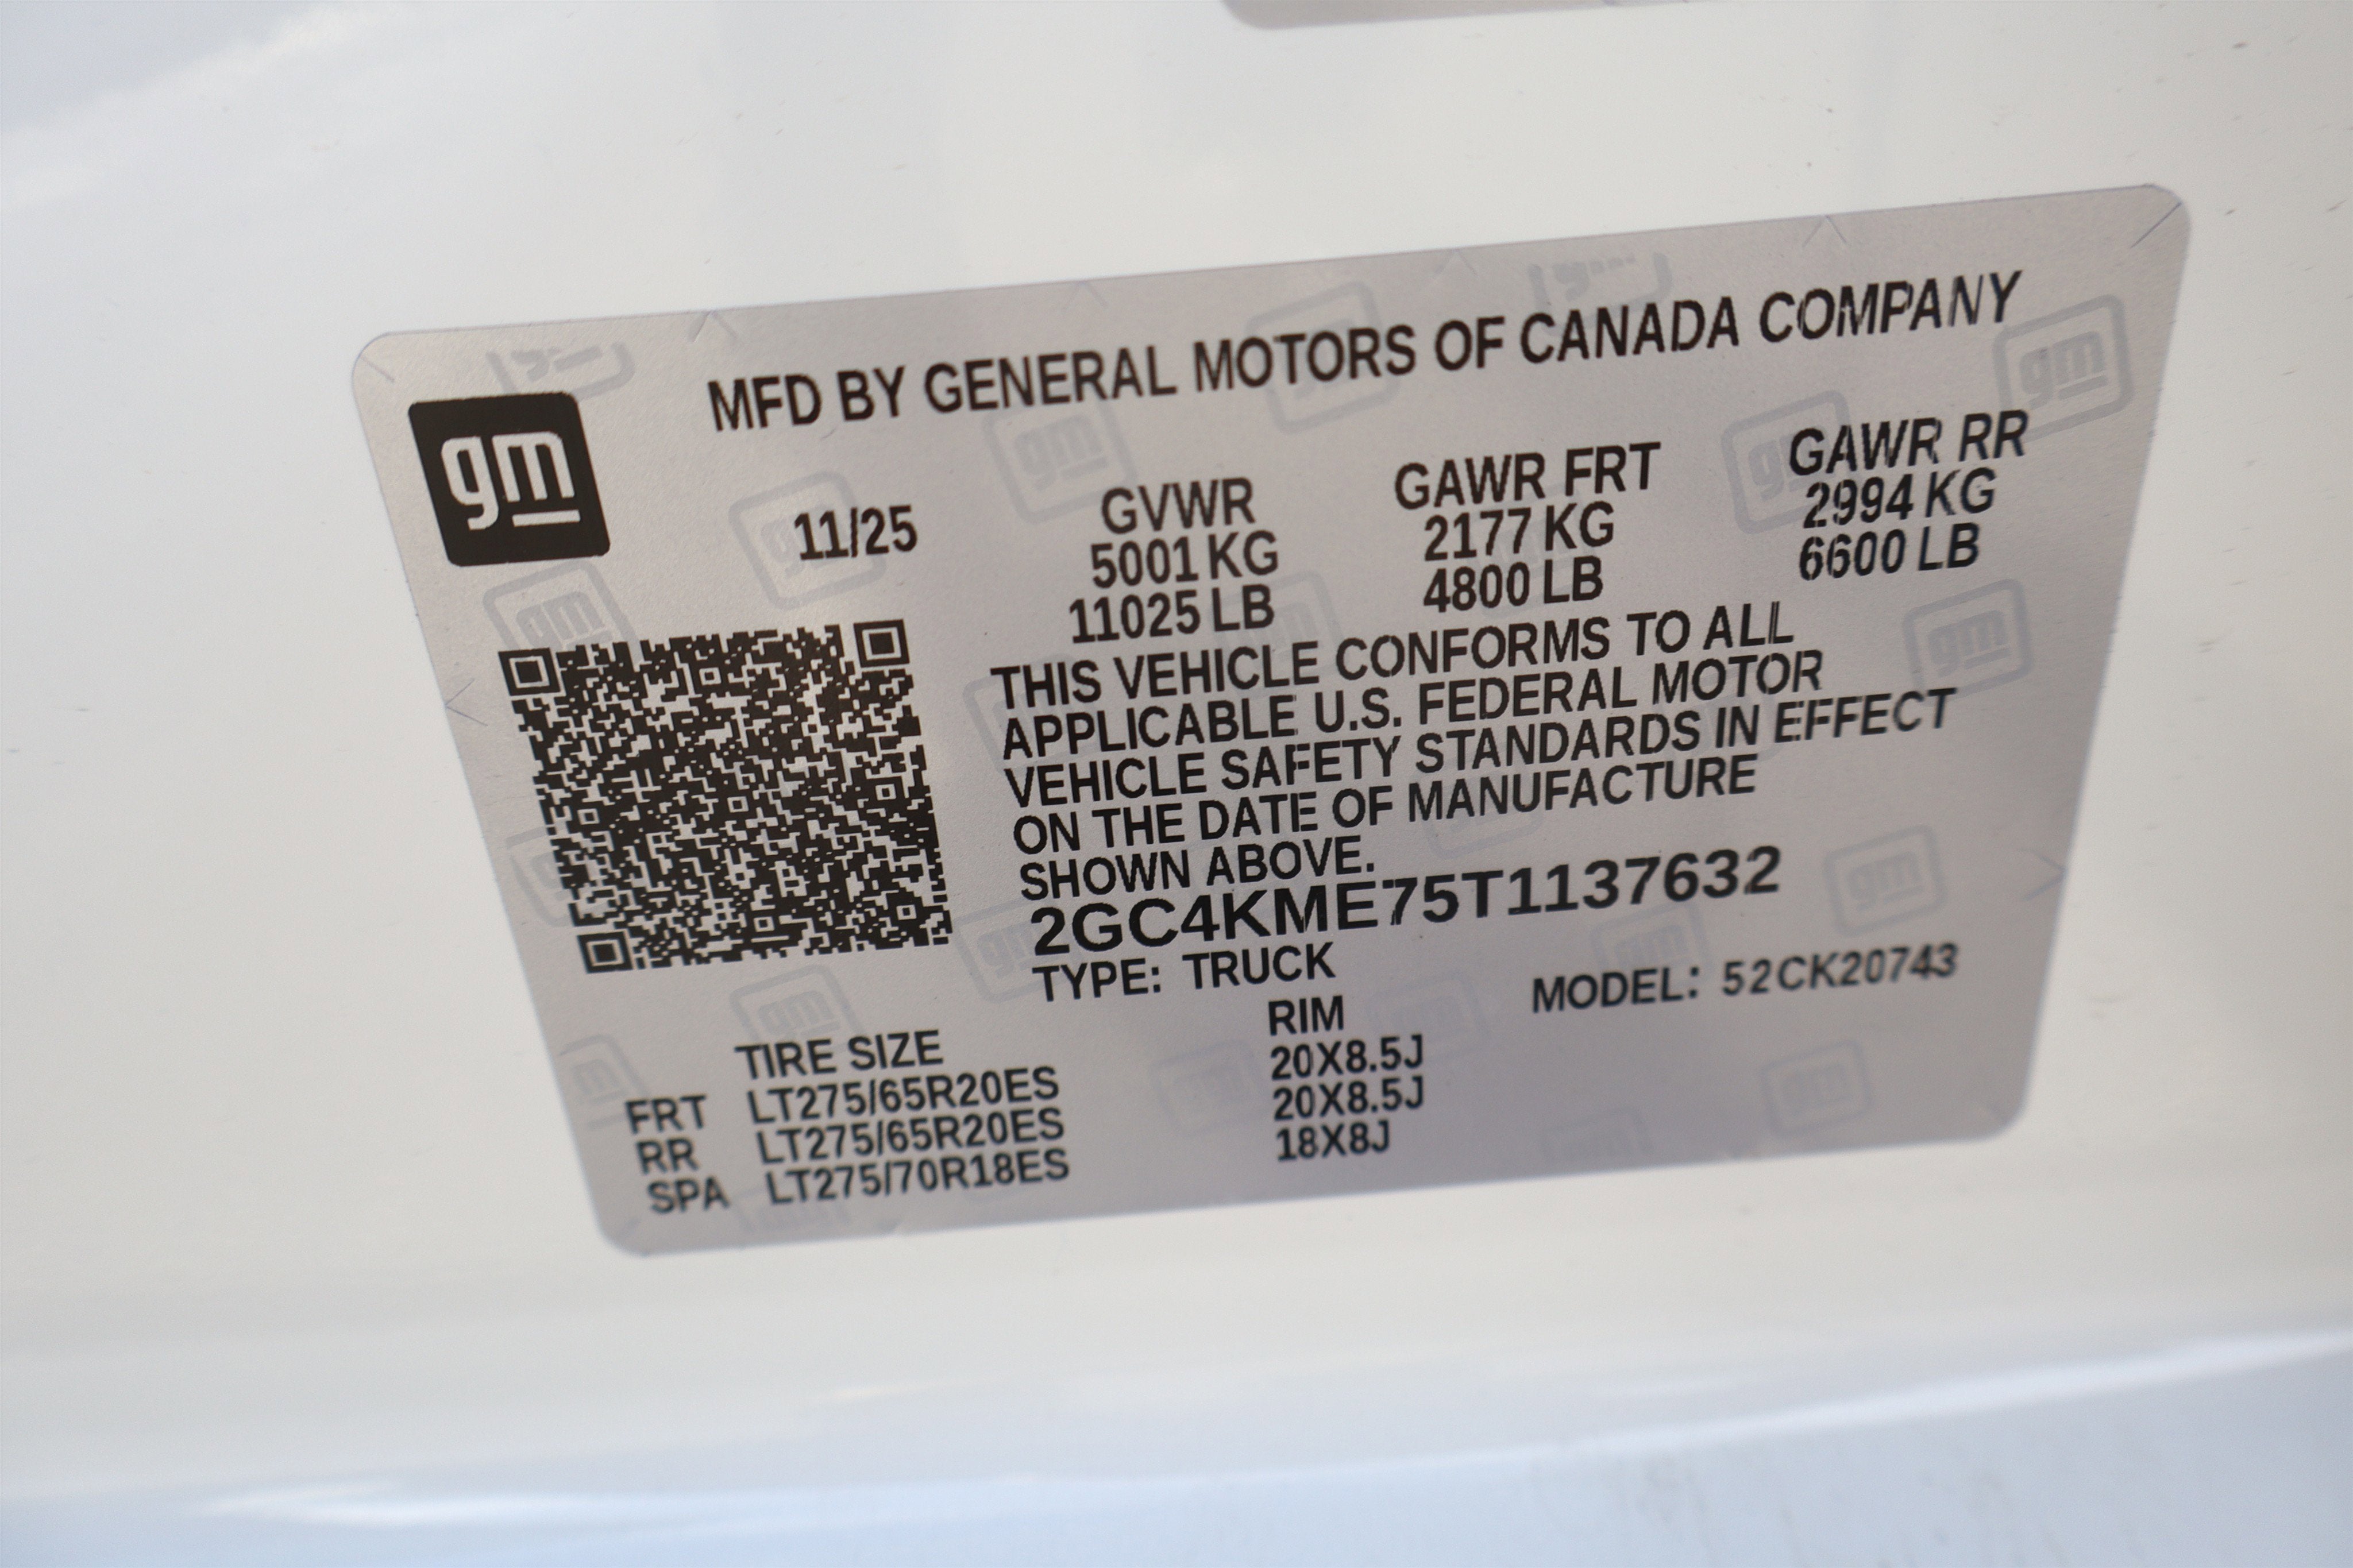 MFD BY GENERAL MOTORS OF CANADA COMPANY
gm
11/25
GVWR
5001 KG
11025 LB
GAWR FRT
2177 KG
4800 LB
GAWR RR
2994 KG
6600 LB
THIS VEHICLE CONFORMS TO ALL
APPLICABLE U.S. FEDERAL MOTOR
VEHICLE SAFETY STANDARDS IN EFFECT
ON THE DATE OF MANUFACTURE
SHOWN ABOVE.
2GC4KME75T1137632
TYPE: TRUCK
MODEL: 52CK20743
TIRE SIZE RIM
FRT LT275/65R20ES 20X8.5J
RR LT275/65R20ES 20X8.5J
SPA LT275/70R18ES 18X8J